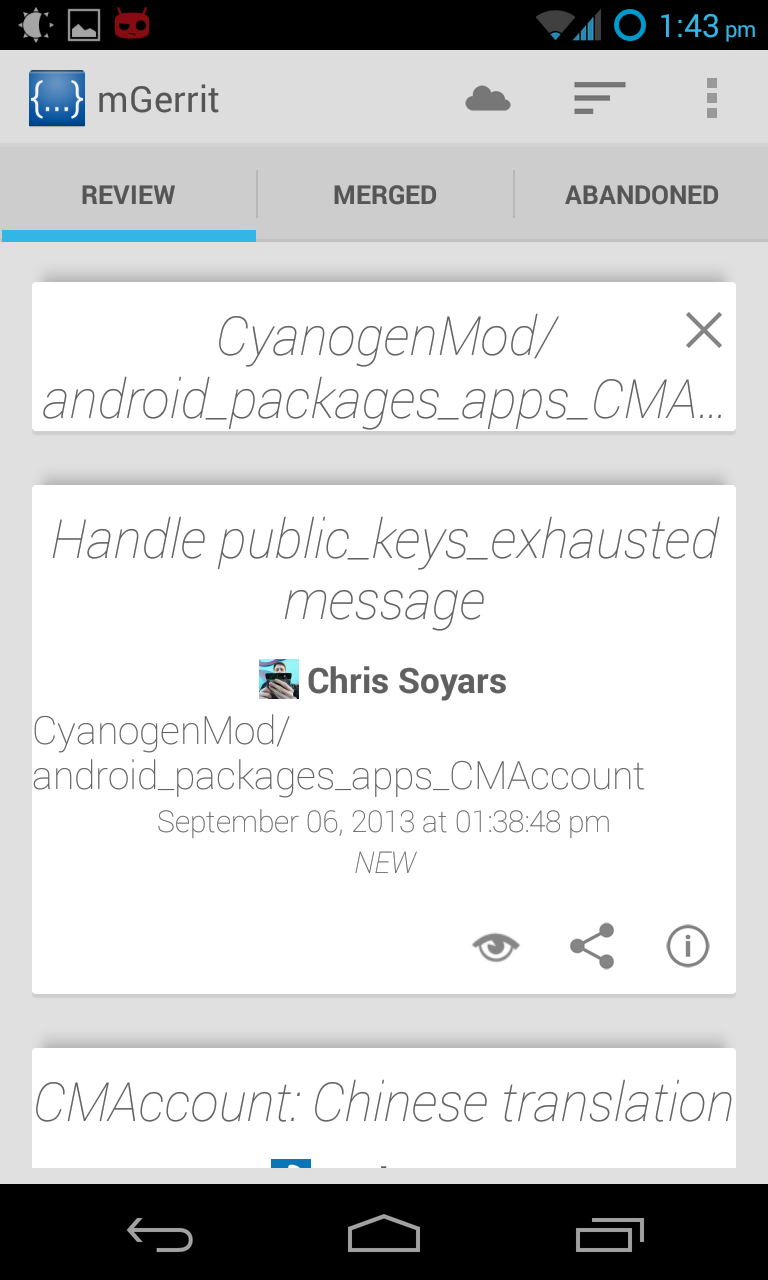 1:43 pm
{...} mGerrit
REVIEW MERGED ABANDONED
CyanogenMod/
android_packages_apps_CMA...
Handle public_keys_exhausted
message
Chris Soyars
CyanogenMod/
android_packages_apps_CMAccount
September 06, 2013 at 01:38:48 pm
NEW
CMAccount: Chinese translation